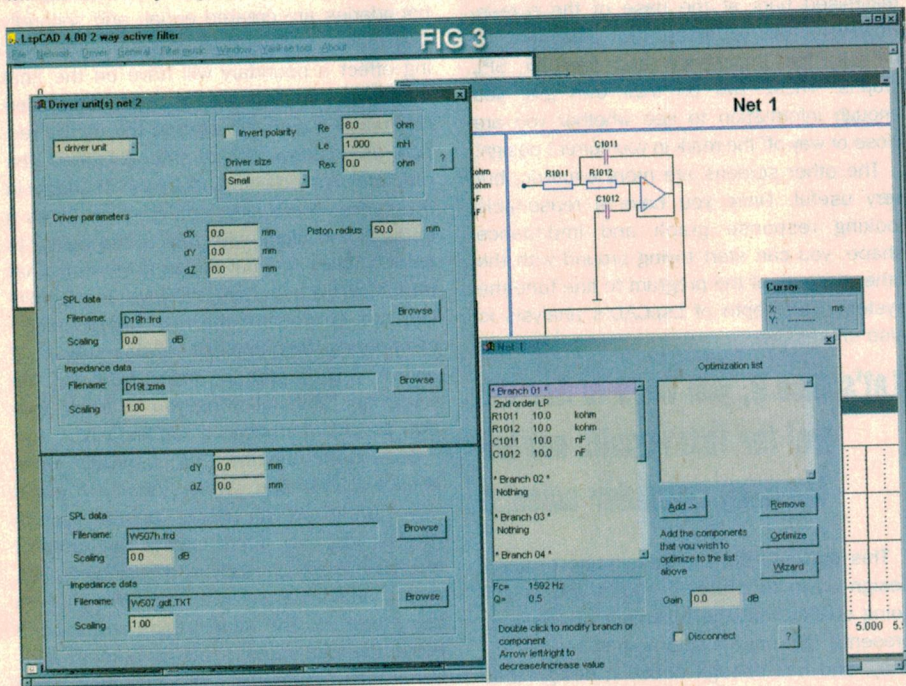 FIG 3
LspCAD 4.00 2 way active filter
File Network Driver General Filter music Window Yankee tool About
Driver unit(s) net 2
1 driver unit
Invert polarity
Re 8.0 ohm
Le 1.000 mH
Rex 0.0 ohm
?
Driver size
Small
Driver parameters
dX 0.0 mm
dY 0.0 mm
dZ 0.0 mm
Piston radius 50.0 mm
SPL data
Filename: D19h.frd
Browse
Scaling 0.0 dB
Impedance data
Filename: D19t.zma
Browse
Scaling 1.00
dY 0.0 mm
dZ 0.0 mm
SPL data
Filename: W507h.frd
Browse
Scaling 0.0 dB
Impedance data
Filename: W507.gdt.TXT
Browse
Scaling 1.00
Net 1
kohm
kohm
C1011
R1011
R1012
C1012
Cursor
X: -------- ms
Y: --------
Net 1
* Branch 01 *
2nd order LP
R1011 10.0 kohm
R1012 10.0 kohm
C1011 10.0 nF
C1012 10.0 nF
* Branch 02 *
Nothing
* Branch 03 *
Nothing
* Branch 04 *
Optimization list
Add ->
Remove
Add the components
that you wish to
optimize to the list
above
Optimize
Wizard
Fc= 1592 Hz
Q= 0.5
Gain 0.0 dB
Double click to modify branch or
component
Arrow left/right to
decrease/increase value
Disconnect
?
5.000